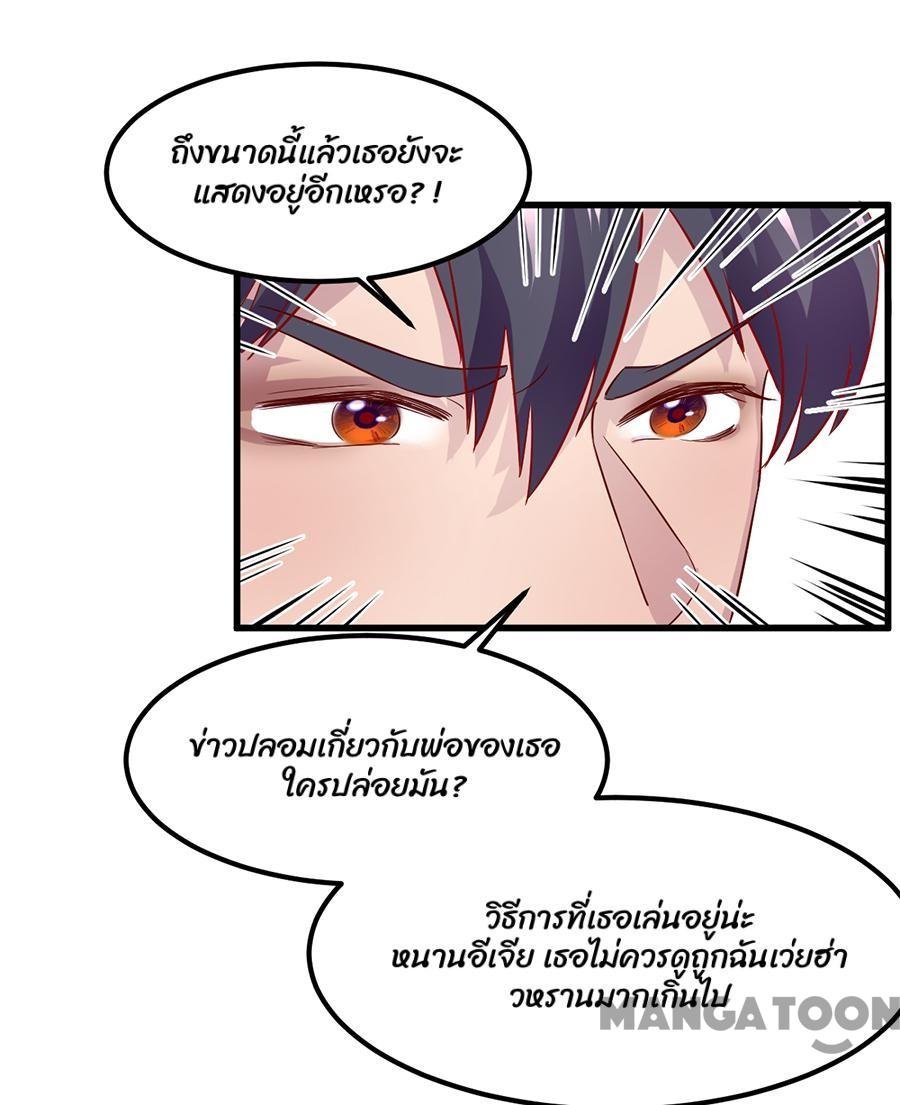 ถึงขนาดนี้แล้วเธอยังจะ
แสดงอยู่อีกเหรอ?!
ข่าวปลอมเกี่ยวกับพ่อของเธอ
ใครปล่อยมัน?
วิธีการที่เธอเล่นอยู่น่ะ
หนานอีเจีย เธอไม่ควรดูถูกฉันเว่ยฮ่า
วหรานมากเกินไป
MANGATOON